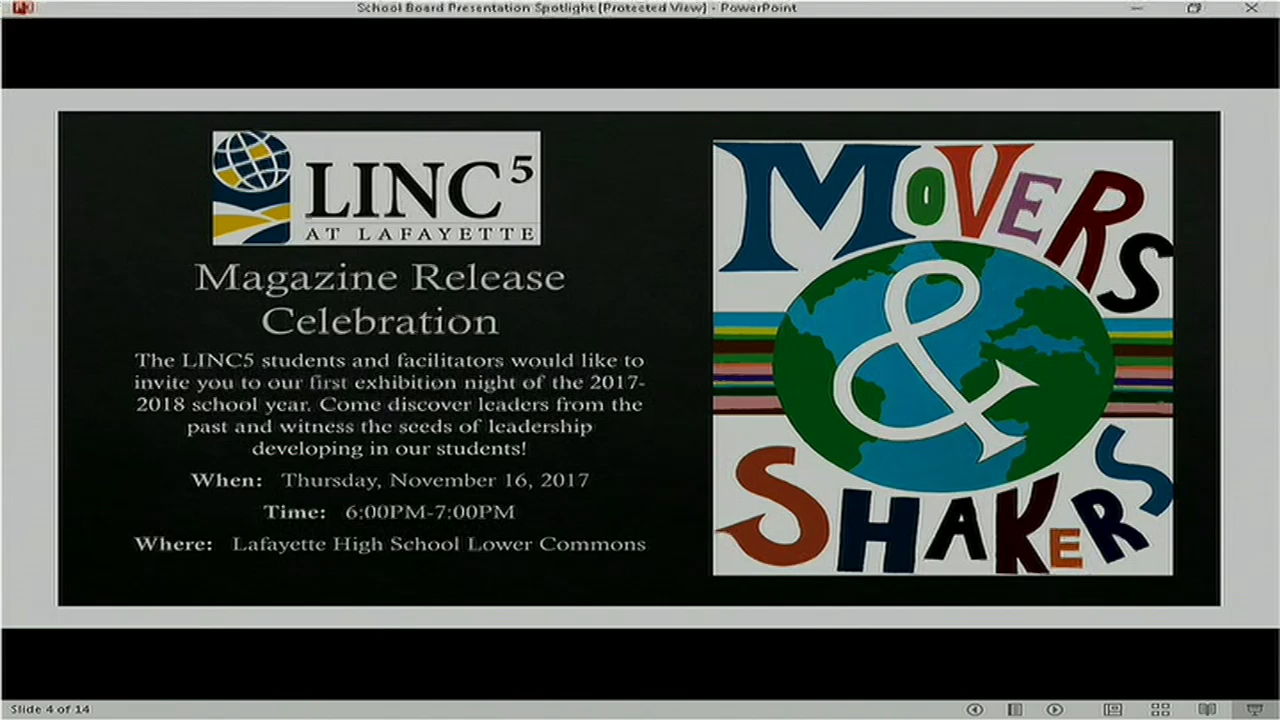 School Board Presentation Spotlight [Protected View] - PowerPoint
LINC5
AT LAFAYETTE
Magazine Release
Celebration
The LINC5 students and facilitators would like to
invite you to our first exhibition night of the 2017-
2018 school year. Come discover leaders from the
past and witness the seeds of leadership
developing in our students!
When: Thursday, November 16, 2017
Time: 6:00PM-7:00PM
Where: Lafayette High School Lower Commons
MOVERS
&
SHAKERS
Slide 4 of 14